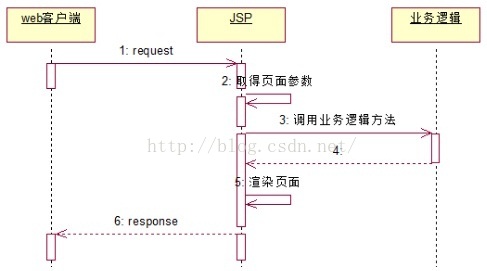 web客户端
JSP
业务逻辑
1: request
2: 取得页面参数
3: 调用业务逻辑方法
http://blog.csdn.net/
4:
5: 渲染页面
6: response